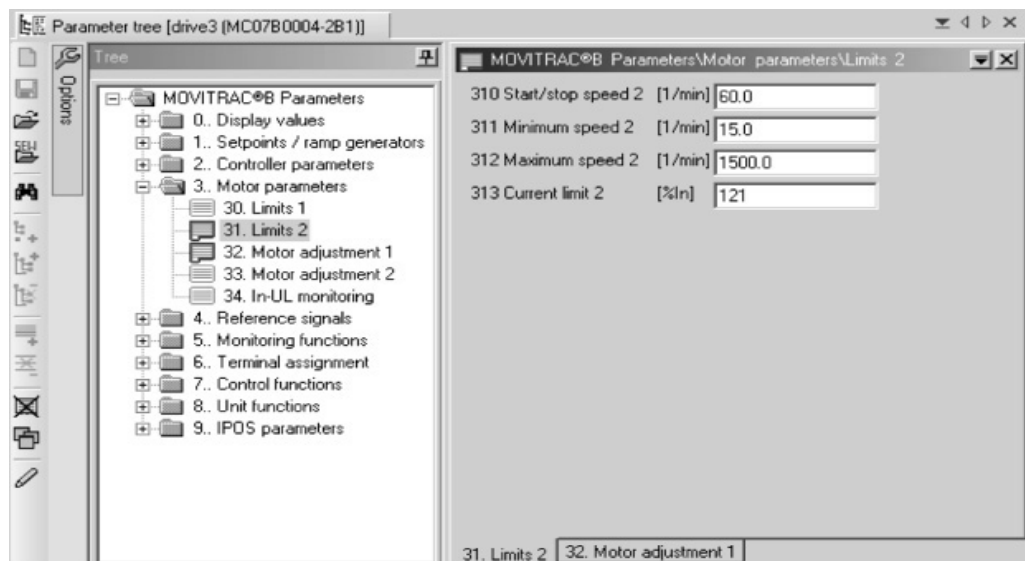 Parameter tree [drive3 (MC07B0004-2B1)]
Options
Tree
MOVITRAC®B Parameters
0.. Display values
1.. Setpoints / ramp generators
2.. Controller parameters
3.. Motor parameters
30. Limits 1
31. Limits 2
32. Motor adjustment 1
33. Motor adjustment 2
34. In-UL monitoring
4.. Reference signals
5.. Monitoring functions
6.. Terminal assignment
7.. Control functions
8.. Unit functions
9.. IPOS parameters
MOVITRAC®B Parameters\Motor parameters\Limits 2
310 Start/stop speed 2 [1/min] 60.0
311 Minimum speed 2 [1/min] 15.0
312 Maximum speed 2 [1/min] 1500.0
313 Current limit 2 [%In] 121
31. Limits 2 32. Motor adjustment 1
SEW